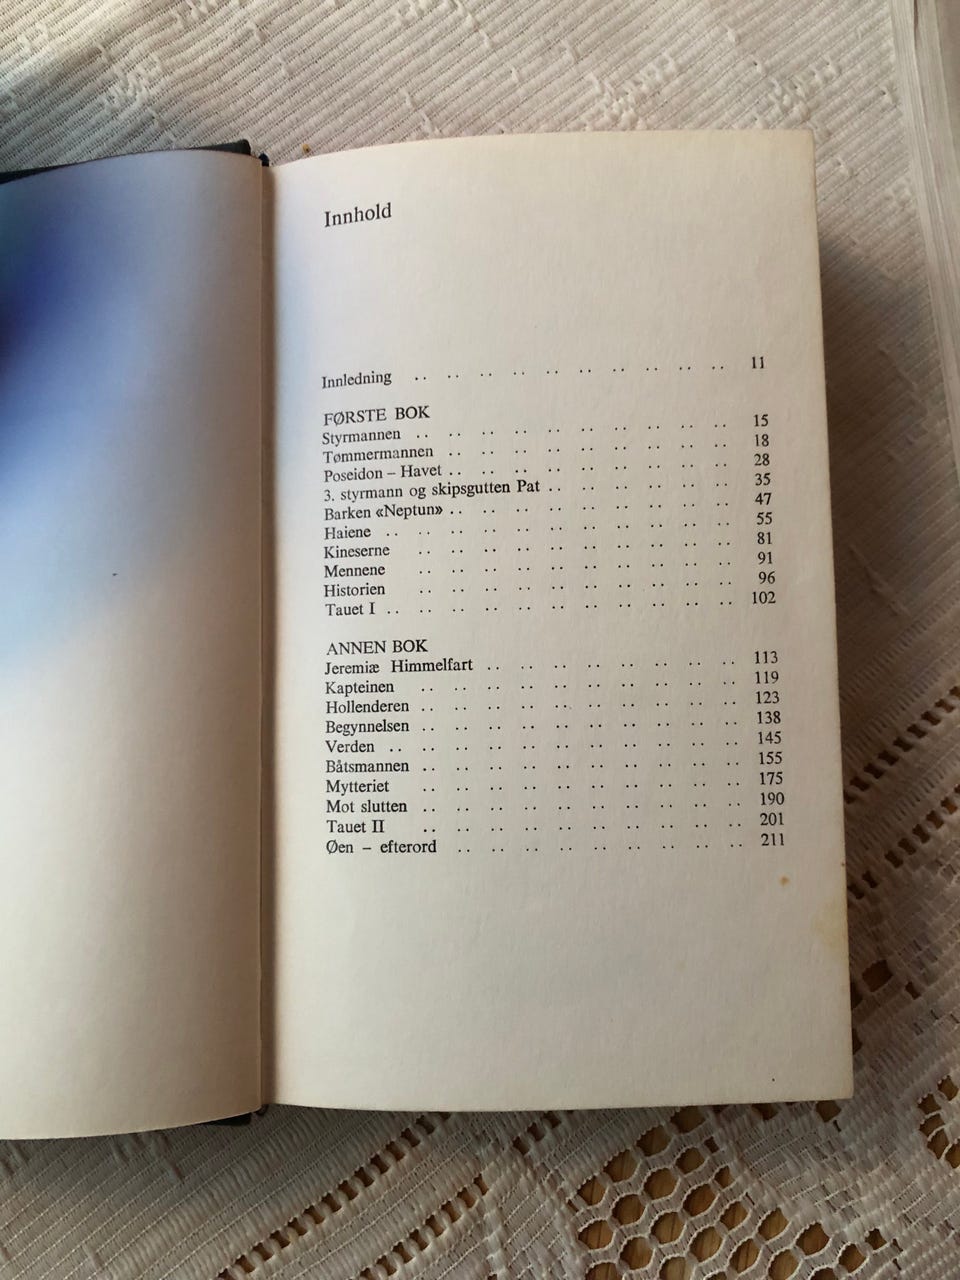 Innhold
Innledning .. .. .. .. .. .. .. .. .. .. 11
FØRSTE BOK
Styrmannen .. .. .. .. .. .. .. .. .. .. 15
Tømmermannen .. .. .. .. .. .. .. .. .. 18
Poseidon – Havet .. .. .. .. .. .. .. .. .. 28
3. styrmann og skipsgutten Pat .. .. .. .. .. .. 35
Barken «Neptun» .. .. .. .. .. .. .. .. .. 47
Haiene .. .. .. .. .. .. .. .. .. .. .. 55
Kineserne .. .. .. .. .. .. .. .. .. .. 81
Mennene .. .. .. .. .. .. .. .. .. .. 91
Historien .. .. .. .. .. .. .. .. .. .. 96
Tauet I .. .. .. .. .. .. .. .. .. .. .. 102
ANNEN BOK
Jeremiæ Himmelfart .. .. .. .. .. .. .. .. 113
Kapteinen .. .. .. .. .. .. .. .. .. .. 119
Hollenderen .. .. .. .. .. .. .. .. .. .. 123
Begynnelsen .. .. .. .. .. .. .. .. .. .. 138
Verden .. .. .. .. .. .. .. .. .. .. .. 145
Båtsmannen .. .. .. .. .. .. .. .. .. .. 155
Mytteriet .. .. .. .. .. .. .. .. .. .. 175
Mot slutten .. .. .. .. .. .. .. .. .. .. 190
Tauet II .. .. .. .. .. .. .. .. .. .. 201
Øen – efterord .. .. .. .. .. .. .. .. .. 211